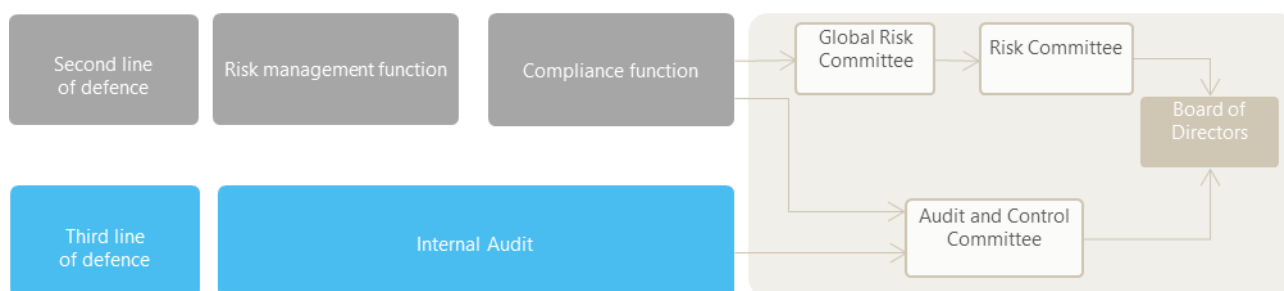 Second line
of defence
Risk management function
Compliance function
Global Risk
Committee
Risk Committee
Board of
Directors
Third line
of defence
Internal Audit
Audit and Control
Committee